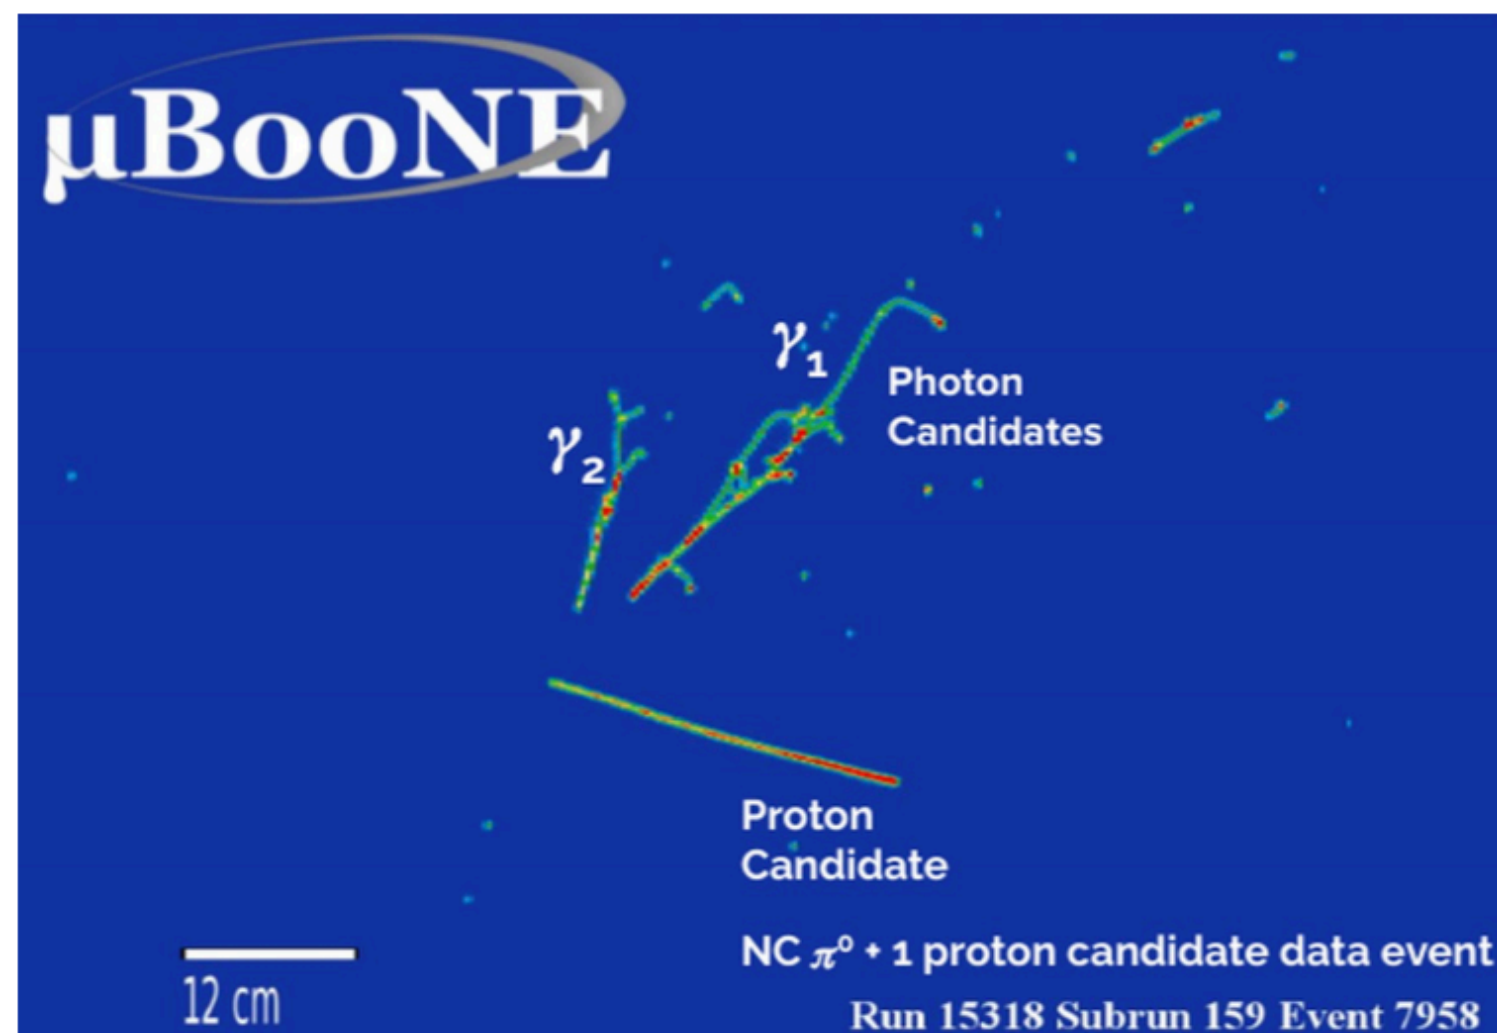 µBooNE
γ1
Photon
Candidates
γ2
Proton
Candidate
NC π⁰ + 1 proton candidate data event
12 cm
Run 15318 Subrun 159 Event 7958